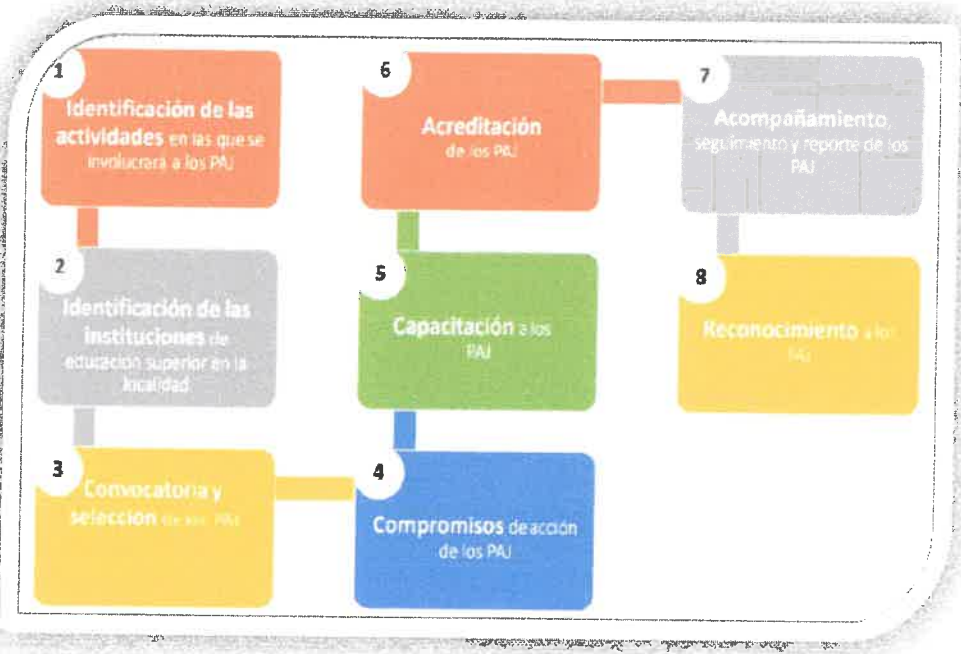 1
Identificación de las
actividades en las que se
involucrará a los PAJ
2
Identificación de las
instituciones de
educación superior en la
localidad
3
Convocatoria y
selección de los PAJ
4
Compromisos de acción
de los PAJ
5
Capacitación a los
PAJ
6
Acreditación
de los PAJ
7
Acompañamiento,
seguimiento y reporte de los
PAJ
8
Reconocimiento a los
PAJ